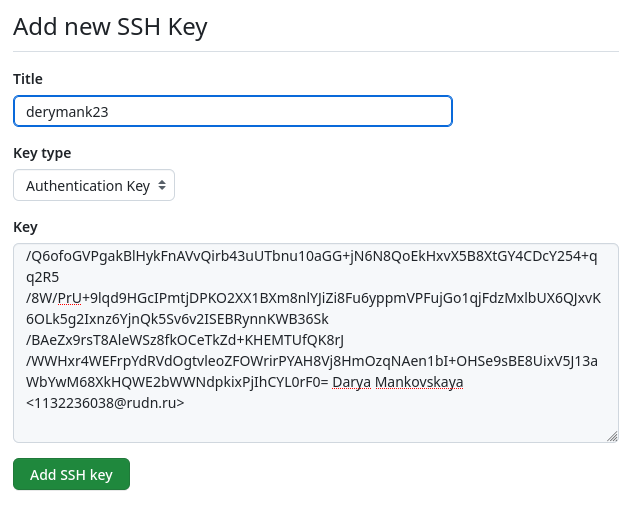 Add new SSH Key
Title
derymank23
Key type
Authentication Key
Key
/Q6ofoGVPgakBlHykFnAVvQirb43uUTbnu10aGG+jN6N8QoEkHxvX5B8XtGY4CDcY254+q
q2R5
/8W/PrU+9lqd9HGcIPmtjDPKO2XX1BXm8nlYJiZi8Fu6yppmVPFujGo1qjFdzMxlbUX6QJxvK
6OLk5g2Ixnz6YjnQk5Sv6v2ISEBRynnKWB36Sk
/BAeZx9rsT8AleWSz8fkOCeTkZd+KHEMTUfQK8rJ
/WWHxr4WEFrpYdRVdOgtvleoZFOWrirPYAH8Vj8HmOzqNAen1bI+OHSe9sBE8UixV5J13a
WbYwM68XkHQWE2bWWNdpkixPjIhCYL0rF0= Darya Mankovskaya
<1132236038@rudn.ru>
Add SSH key